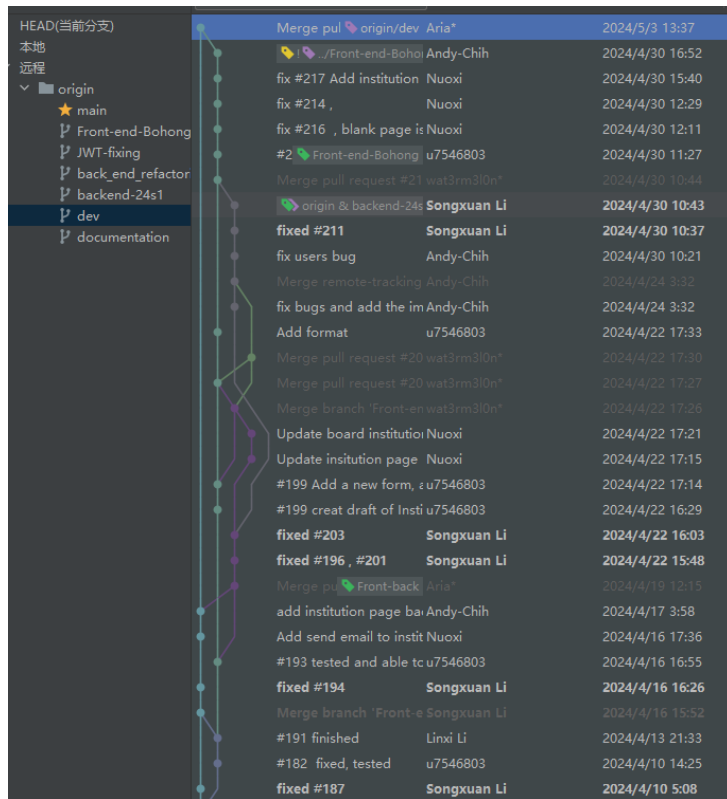 HEAD(当前分支)
本地
远程
origin
main
Front-end-Bohong
JWT-fixing
back_end_refactor
backend-24s1
dev
documentation
Merge pul origin/dev Aria* 2024/5/3 13:37
! ../Front-end-Bohoi Andy-Chih 2024/4/30 16:52
fix #217 Add institution Nuoxi 2024/4/30 15:40
fix #214 , Nuoxi 2024/4/30 12:29
fix #216 , blank page is Nuoxi 2024/4/30 12:11
#2 Front-end-Bohong u7546803 2024/4/30 11:27
Merge pull request #21 wat3rm3l0n* 2024/4/30 10:44
origin & backend-24s Songxuan Li 2024/4/30 10:43
fixed #211 Songxuan Li 2024/4/30 10:37
fix users bug Andy-Chih 2024/4/30 10:21
Merge remote-tracking Andy-Chih 2024/4/24 3:32
fix bugs and add the im Andy-Chih 2024/4/24 3:32
Add format u7546803 2024/4/22 17:33
Merge pull request #20 wat3rm3l0n* 2024/4/22 17:30
Merge pull request #20 wat3rm3l0n* 2024/4/22 17:27
Merge branch 'Front-en wat3rm3l0n* 2024/4/22 17:26
Update board institutio Nuoxi 2024/4/22 17:21
Update insitution page Nuoxi 2024/4/22 17:15
#199 Add a new form, a u7546803 2024/4/22 17:14
#199 creat draft of Insti u7546803 2024/4/22 16:29
fixed #203 Songxuan Li 2024/4/22 16:03
fixed #196 , #201 Songxuan Li 2024/4/22 15:48
Merge pu Front-back Aria* 2024/4/19 12:15
add institution page ba Andy-Chih 2024/4/17 3:58
Add send email to instit Nuoxi 2024/4/16 17:36
#193 tested and able to u7546803 2024/4/16 16:55
fixed #194 Songxuan Li 2024/4/16 16:26
Merge branch 'Front-e Songxuan Li 2024/4/16 15:52
#191 finished Linxi Li 2024/4/13 21:33
#182 fixed, tested u7546803 2024/4/10 14:25
fixed #187 Songxuan Li 2024/4/10 5:08